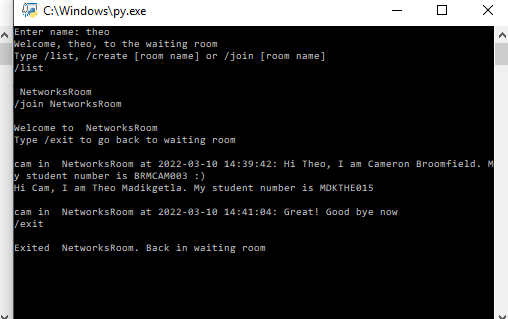 C:\Windows\py.exe
Enter name: theo
Welcome, theo, to the waiting room
Type /list, /create [room name] or /join [room name]
/list
NetworksRoom
/join NetworksRoom
Welcome to  NetworksRoom
Type /exit to go back to waiting room
cam in  NetworksRoom at 2022-03-10 14:39:42: Hi Theo, I am Cameron Broomfield. M
y student number is BRMCAM003 :)
Hi Cam, I am Theo Madikgetla. My student number is MDKTHE015
cam in  NetworksRoom at 2022-03-10 14:41:04: Great! Good bye now
/exit
Exited  NetworksRoom. Back in waiting room